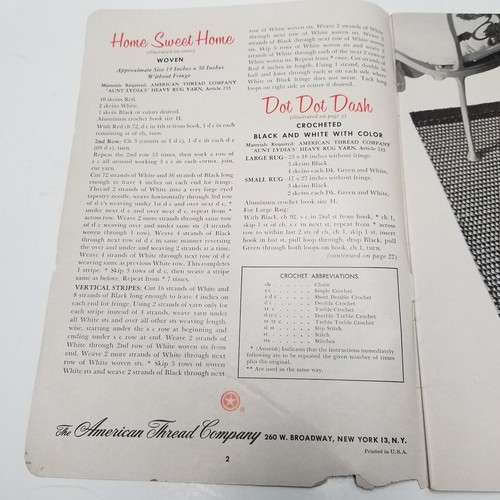 Home Sweet Home
(illustrated on cover)
WOVEN
Approximate Size 19 Inches x 30 Inches
Without Fringe
Materials Required: AMERICAN THREAD COMPANY
"AUNT LYDIA'S" HEAVY RUG YARN, Article 235
10 skeins Red.
2 skeins White.
1 skein Black or colors desired.
Aluminum crochet hook size H.
With Red ch 72, d c in 4th st from hook, 1 d c in each
remaining st of ch, turn.
2nd Row: Ch 3 (counts as 1 d c), 1 d c in each d c
(68 d c), turn.
Repeat the 2nd row 35 times, then work a row of
s c all around working 3 s c in each corner, join,
cut yarn.
Cut 72 strands of White and 36 strands of Black long
enough to leave 4 inches on each end for fringe.
Thread 2 strands of White into a very large eyed
tapestry needle, weave horizontally through 3rd row
of d c's weaving under 1st d c and over next d c, *
under next d c and over next d c, repeat from *
across row. Weave 2 more strands through same row
of d c weaving over and under same sts (4 strands
woven through 1 row). Weave 4 strands of Black
through next row of d c in same manner reversing
the over and under and weaving 2 strands at a time.
Weave 4 strands of White through next row of d c
weaving same as previous White row. This completes
1 stripe. * Skip 3 rows of d c, then weave a stripe
same as before. Repeat from * 7 times.
VERTICAL STRIPES: Cut 16 strands of White and
8 strands of Black long enough to leave 4 inches on
each end for fringe. Using 2 strands of yarn only for
each stripe instead of 4 strands, weave yarn under
all White sts and over all other sts weaving length-
wise, starting under the s c row at beginning and
ending under s c row at end. Weave 2 strands of
White through 2nd row of White woven sts from
end. Weave 2 more strands of White through next
row of White woven sts. * Skip 5 rows of woven
White sts and weave 2 strands of Black through next
row of White woven sts. Weave 2 strands of White
through next row of White woven sts. Weave 2
strands of Black through next row of White woven sts.
Skip 5 rows of White woven sts and weave 2
strands of White through each of the next 2 rows of
White woven sts. Repeat from * once. Cut strands of
Red 8 inches in length. Using 1 strand, double in
half and knot through each st on each side where
White or Black fringe does not occur. Tack long
loops on right side at center if desired.
Dot Dot Dash
(illustrated on page 3)
CROCHETED
BLACK AND WHITE WITH COLOR
Materials Required: AMERICAN THREAD COMPANY
"AUNT LYDIA'S" HEAVY RUG YARN, Article 235
LARGE RUG
5 skeins Black.
4 skeins each Dk. Green and White.
SMALL RUG—17 x 27 inches without fringe.
3 skeins Black.
2 skeins each Dk. Green and White.
Aluminum crochet hook size H.
For Large Rug:
With Black, ch 92, s c in 2nd st from hook, * ch 1,
skip 1 st of ch, s c in next st, repeat from * across
row to within last 2 sts of ch, ch 1, skip 1 st, insert
hook in last st, pull loop through, drop Black, pull
Green through both loops on hook, ch 1, turn.
(continued on page 22)
CROCHET ABBREVIATIONS
ch . . . . . . Chain
s c . . . . . . Single Crochet
s d c . . . . . . Short Double Crochet
d c . . . . . . Double Crochet
tr c . . . . . . Treble Crochet
d tr c . . . . . . Double Treble Crochet
tr tr c . . . . . . Treble Treble Crochet
sl st . . . . . . Slip Stitch
st . . . . . . Stitch
sts . . . . . . Stitches
* (Asterisk) Indicates that the instructions immediately
following are to be repeated the given number of times
plus the original.
** Are used in the same way.
The American Thread Company 260 W. BROADWAY, NEW YORK 13, N. Y.
2
Printed in U.S.A.